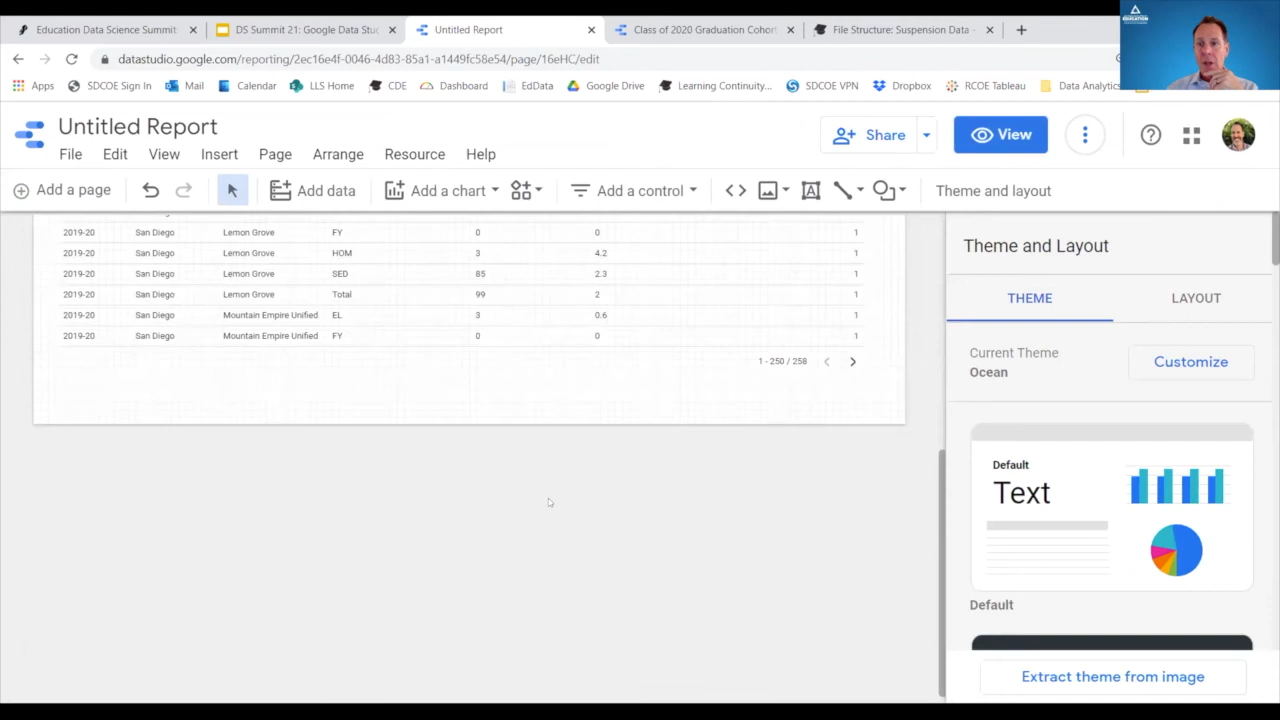 Education Data Science Summit
DS Summit 21: Google Data Stu
Untitled Report
Class of 2020 Graduation Cohort
File Structure: Suspension Data -
EDUCATION
datastudio.google.com/reporting/2ec16e4f-0046-4d83-85a1-a1449fc58e54/page/16eHC/edit
Apps SDCOE Sign In Mail Calendar LLS Home CDE Dashboard EdData Google Drive Learning Continuity... SDCOE VPN Dropbox RCOE Tableau Data Analytics
Untitled Report
Share
View
File Edit View Insert Page Arrange Resource Help
Add a page
Add data
Add a chart
Add a control
Theme and layout
2019-20 San Diego Lemon Grove FY 0 0 1
2019-20 San Diego Lemon Grove HOM 3 4.2 1
2019-20 San Diego Lemon Grove SED 85 2.3 1
2019-20 San Diego Lemon Grove Total 99 2 1
2019-20 San Diego Mountain Empire Unified EL 3 0.6 1
2019-20 San Diego Mountain Empire Unified FY 0 0 1
1 - 250 / 258
Theme and Layout
THEME LAYOUT
Current Theme
Ocean
Customize
Default
Text
Default
Extract theme from image